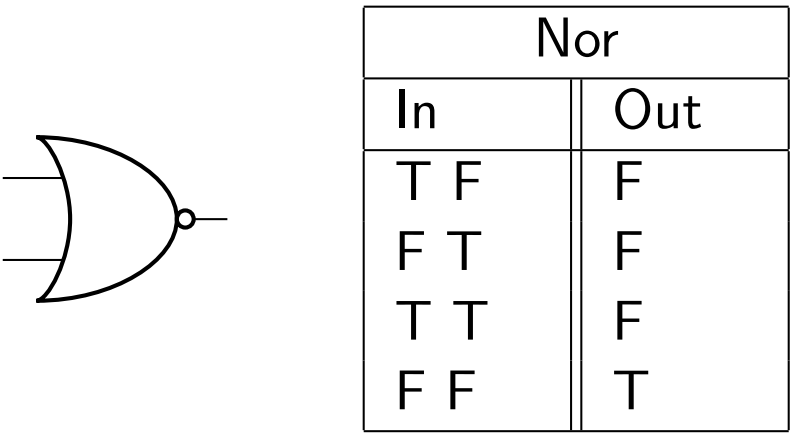 Nor
In Out
T F F
F T F
T T F
F F T